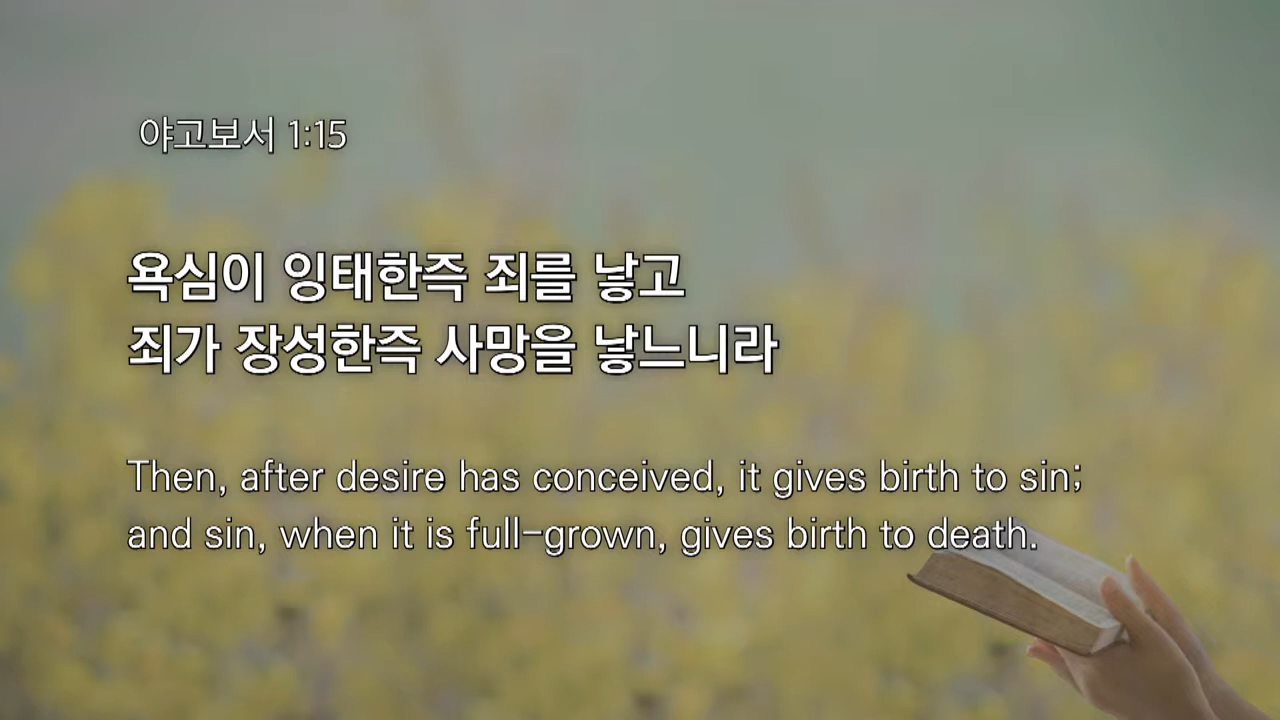 야고보서 1:15
욕심이 잉태한즉 죄를 낳고
죄가 장성한즉 사망을 낳느니라
Then, after desire has conceived, it gives birth to sin;
and sin, when it is full-grown, gives birth to death.